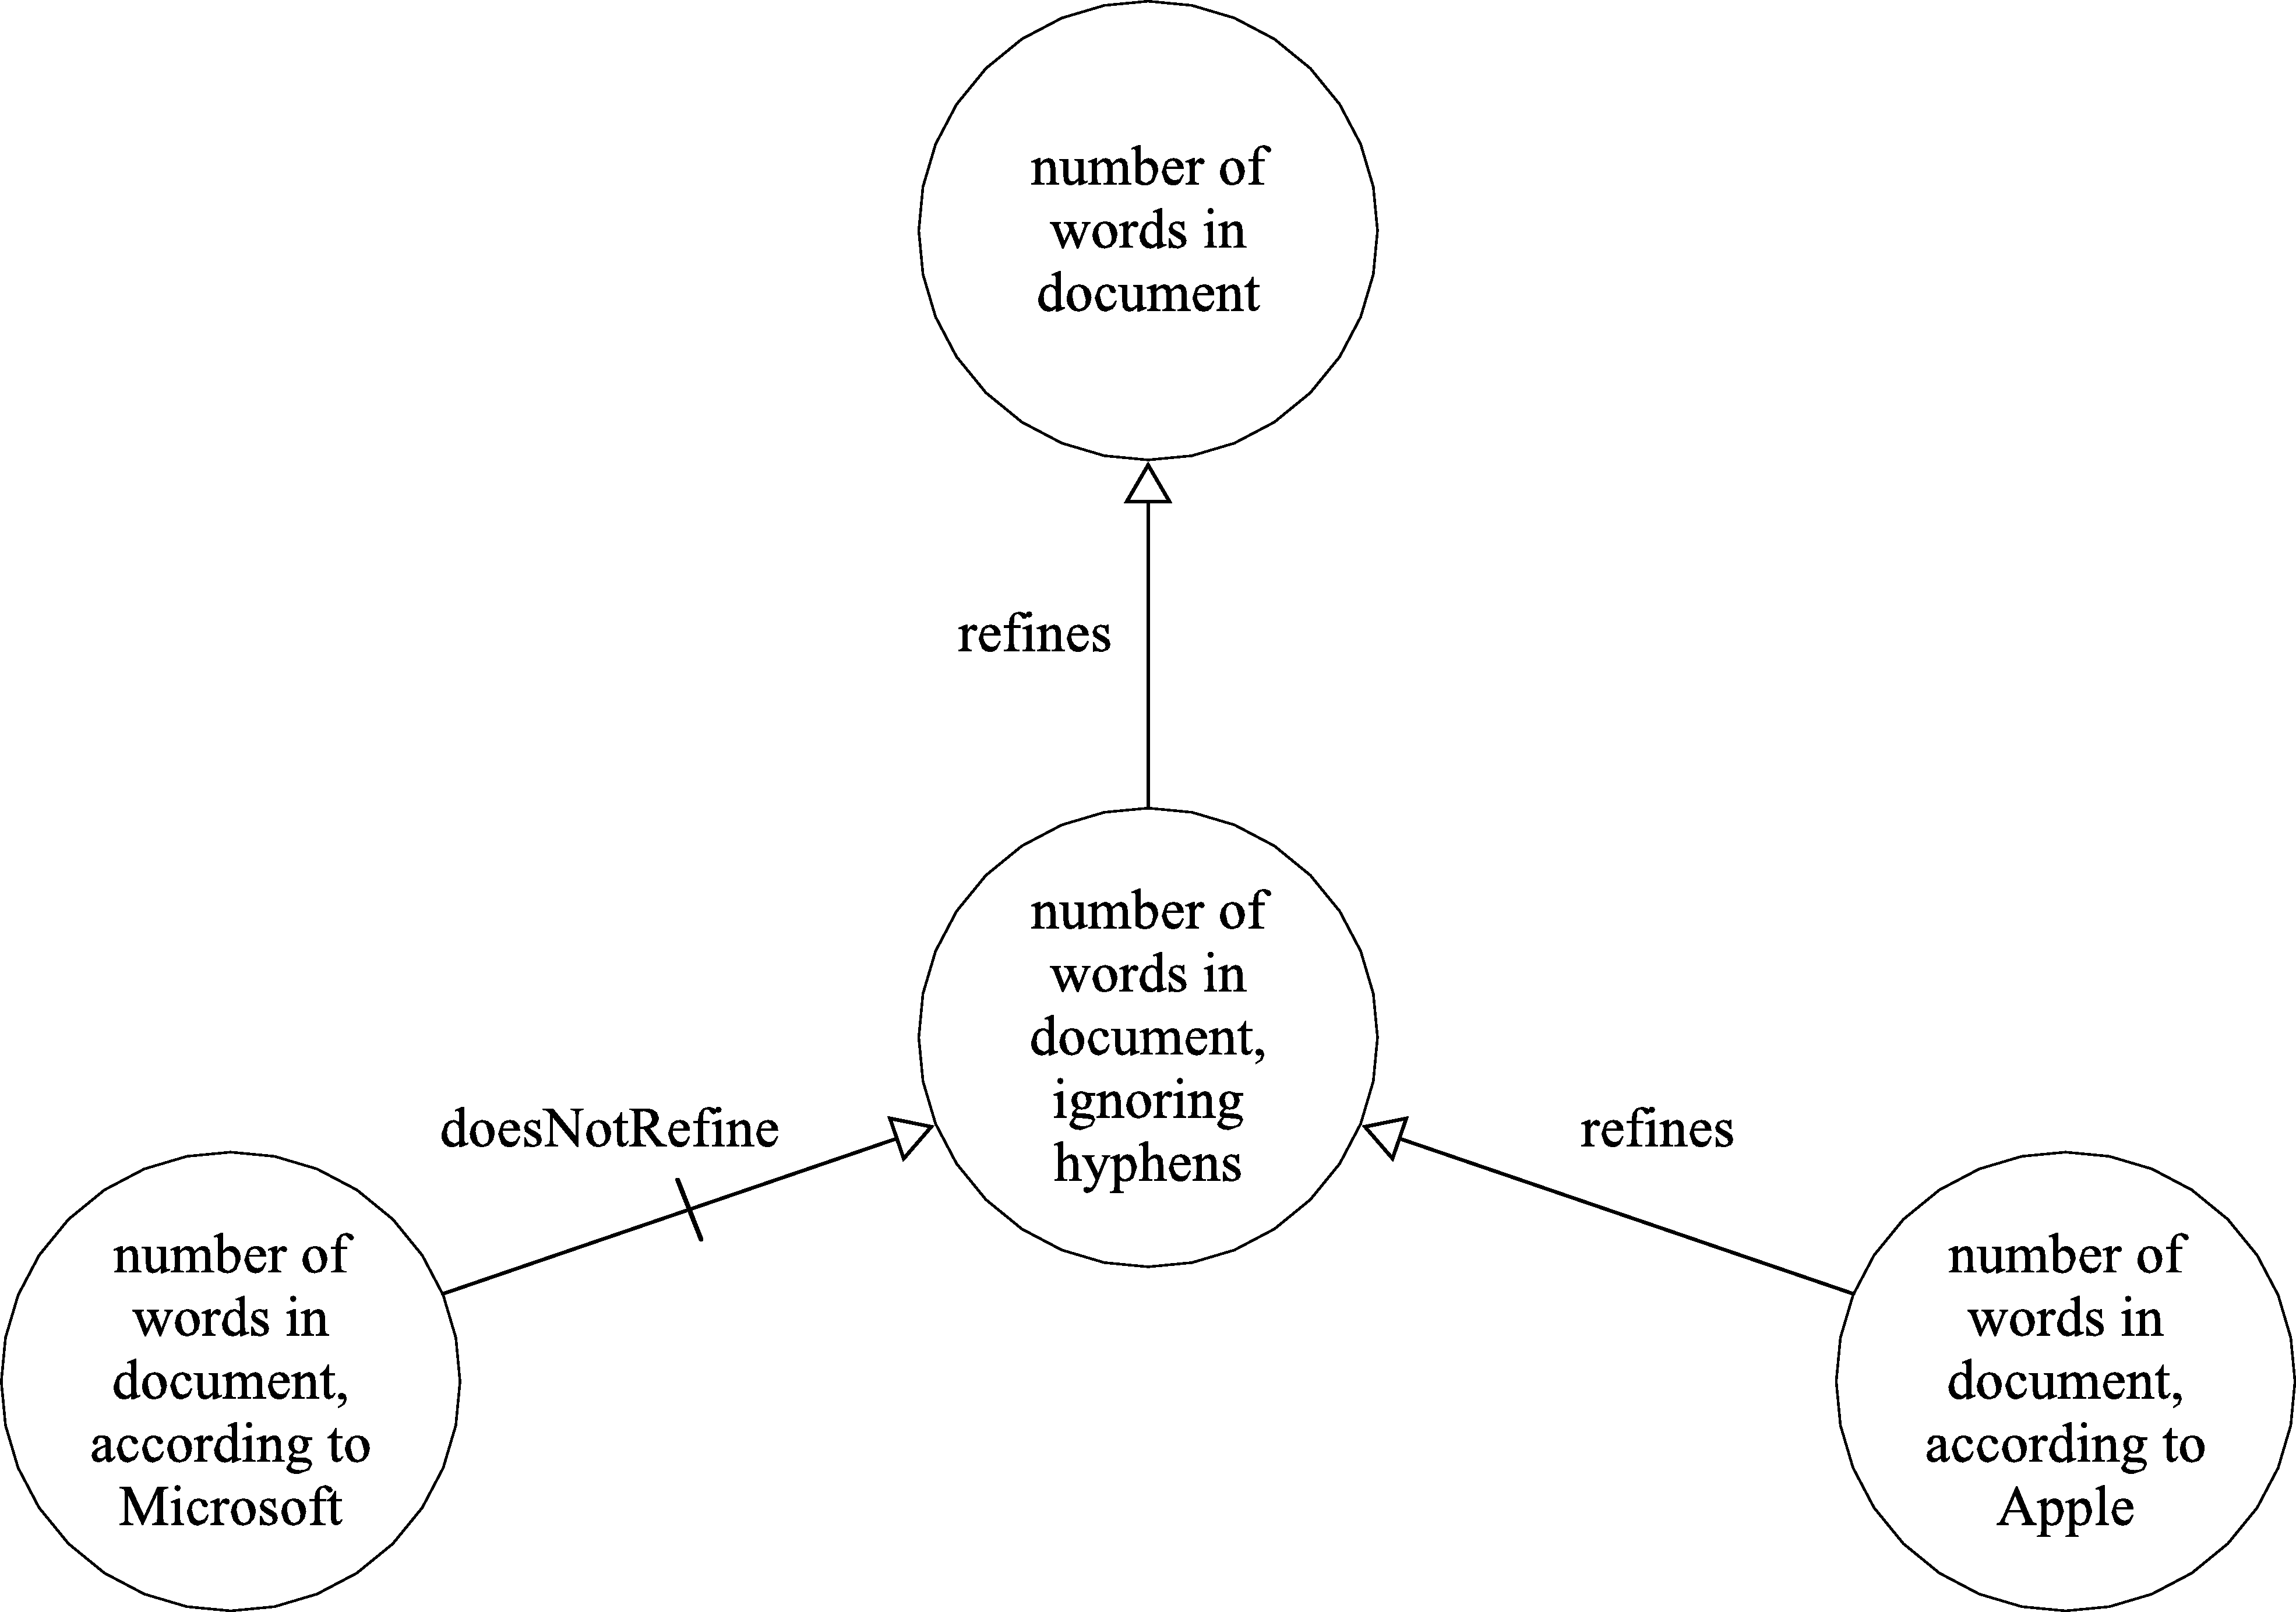 number of
words in
document
refines
number of
words in
document,
ignoring
hyphens
doesNotRefine
refines
number of
words in
document,
according to
Microsoft
number of
words in
document,
according to
Apple